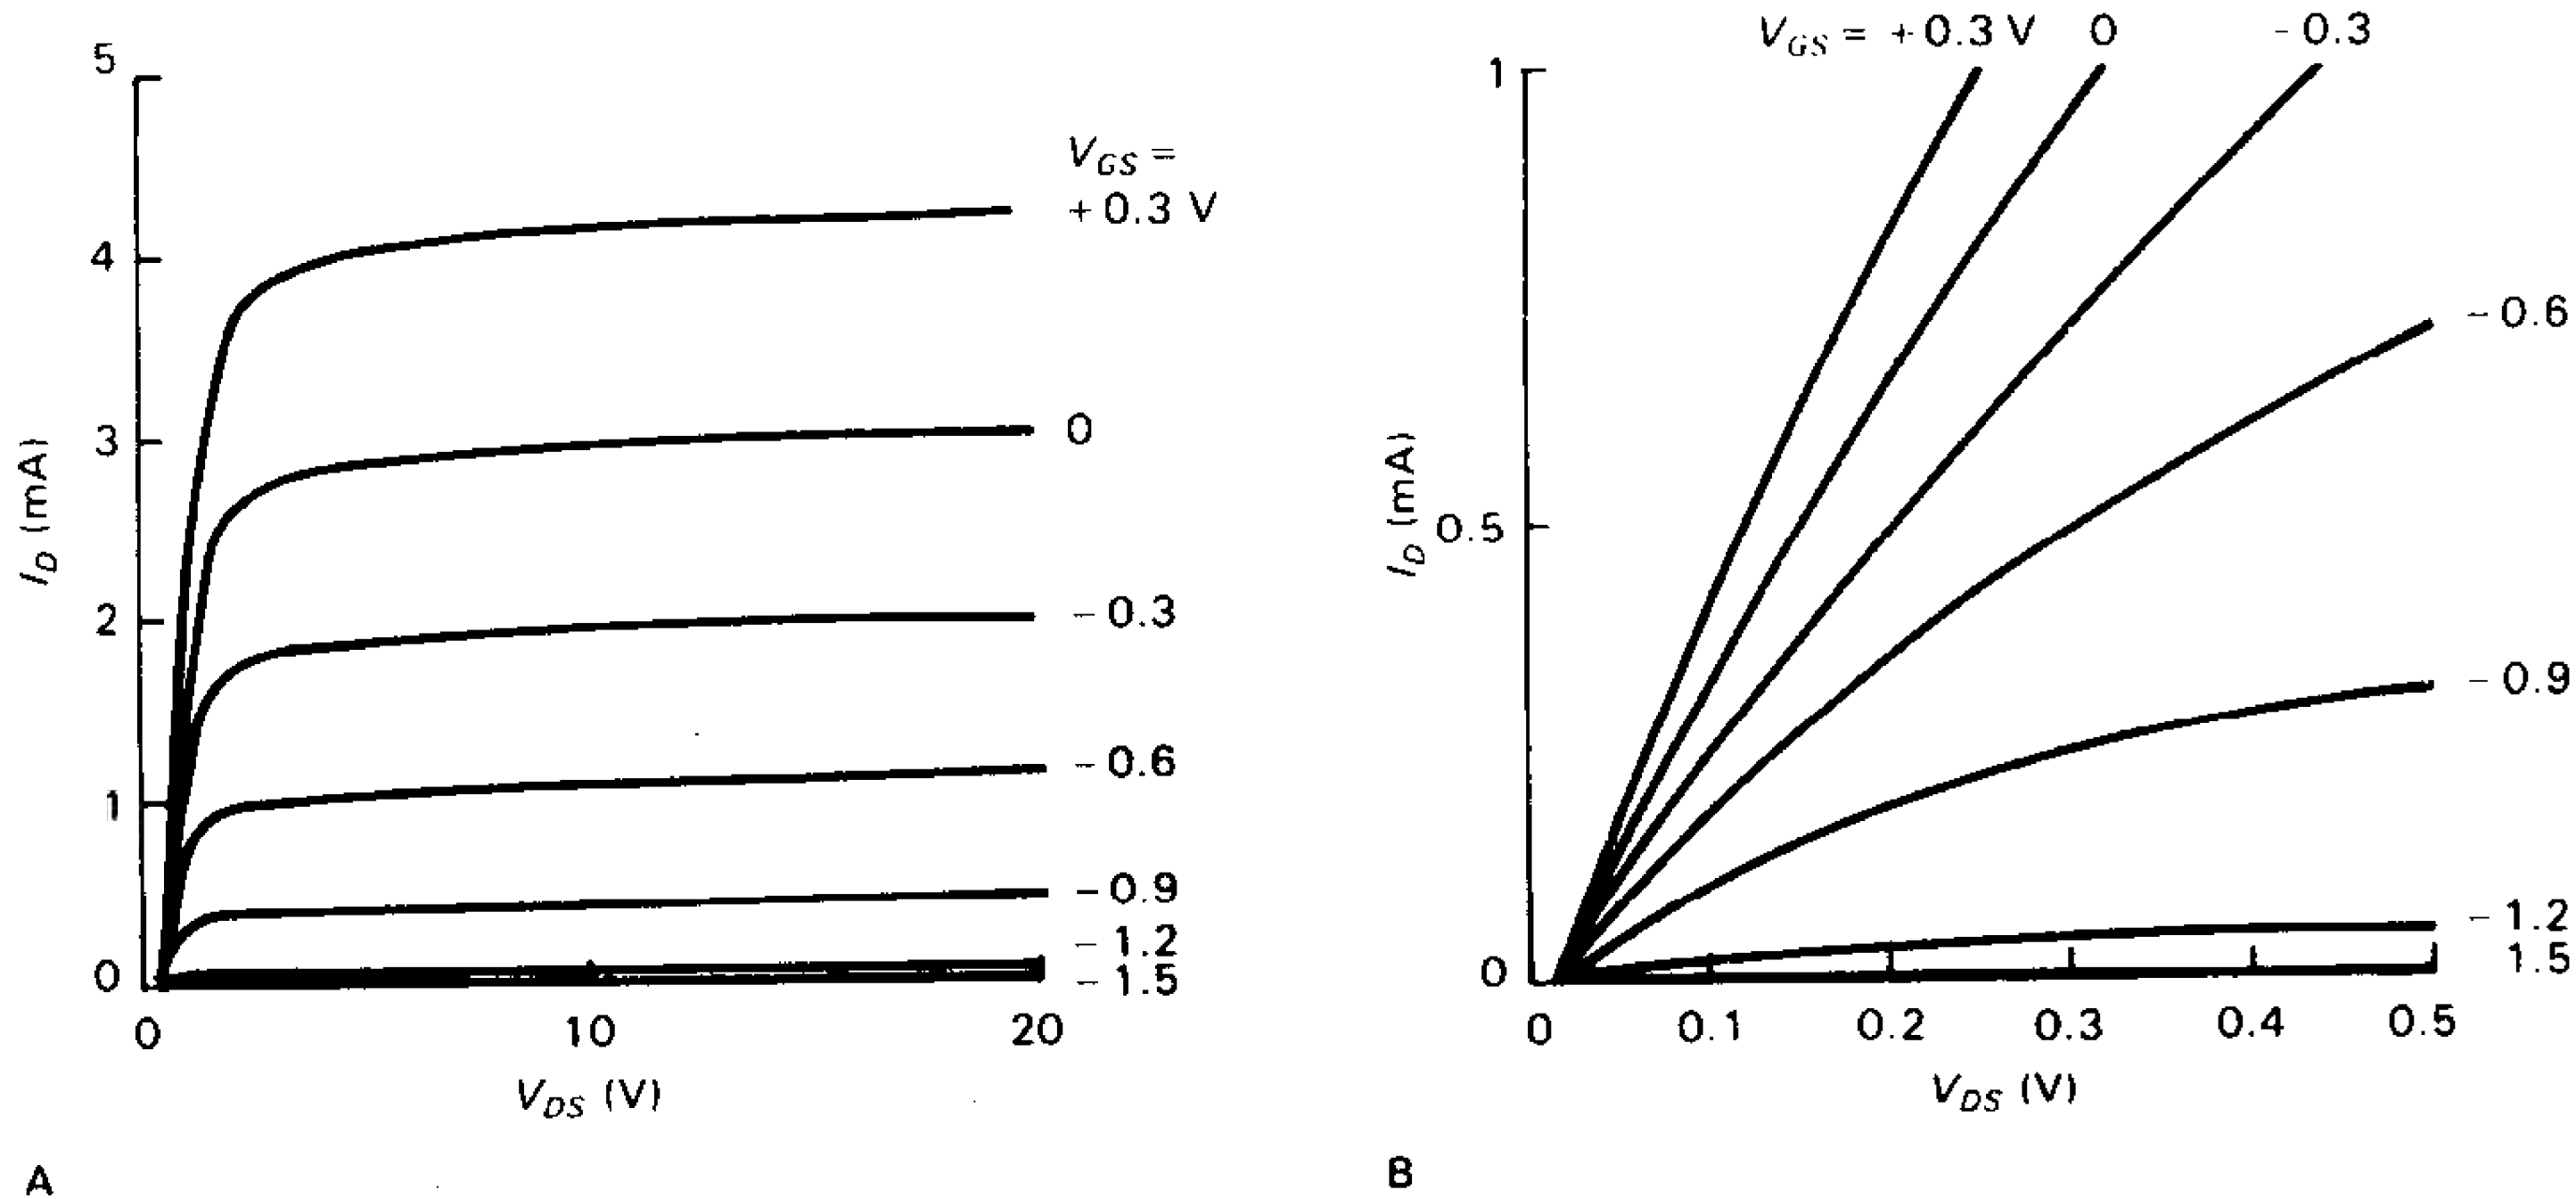 5
4
3
2
1
0
I_D (mA)
V_GS =
+ 0.3 V
0
− 0.3
− 0.6
− 0.9
− 1.2
− 1.5
0 10 20
V_DS (V)
A
V_GS = + 0.3 V 0 − 0.3
1
0.5
0
I_D (mA)
− 0.6
− 0.9
− 1.2
1.5
0 0.1 0.2 0.3 0.4 0.5
V_DS (V)
B